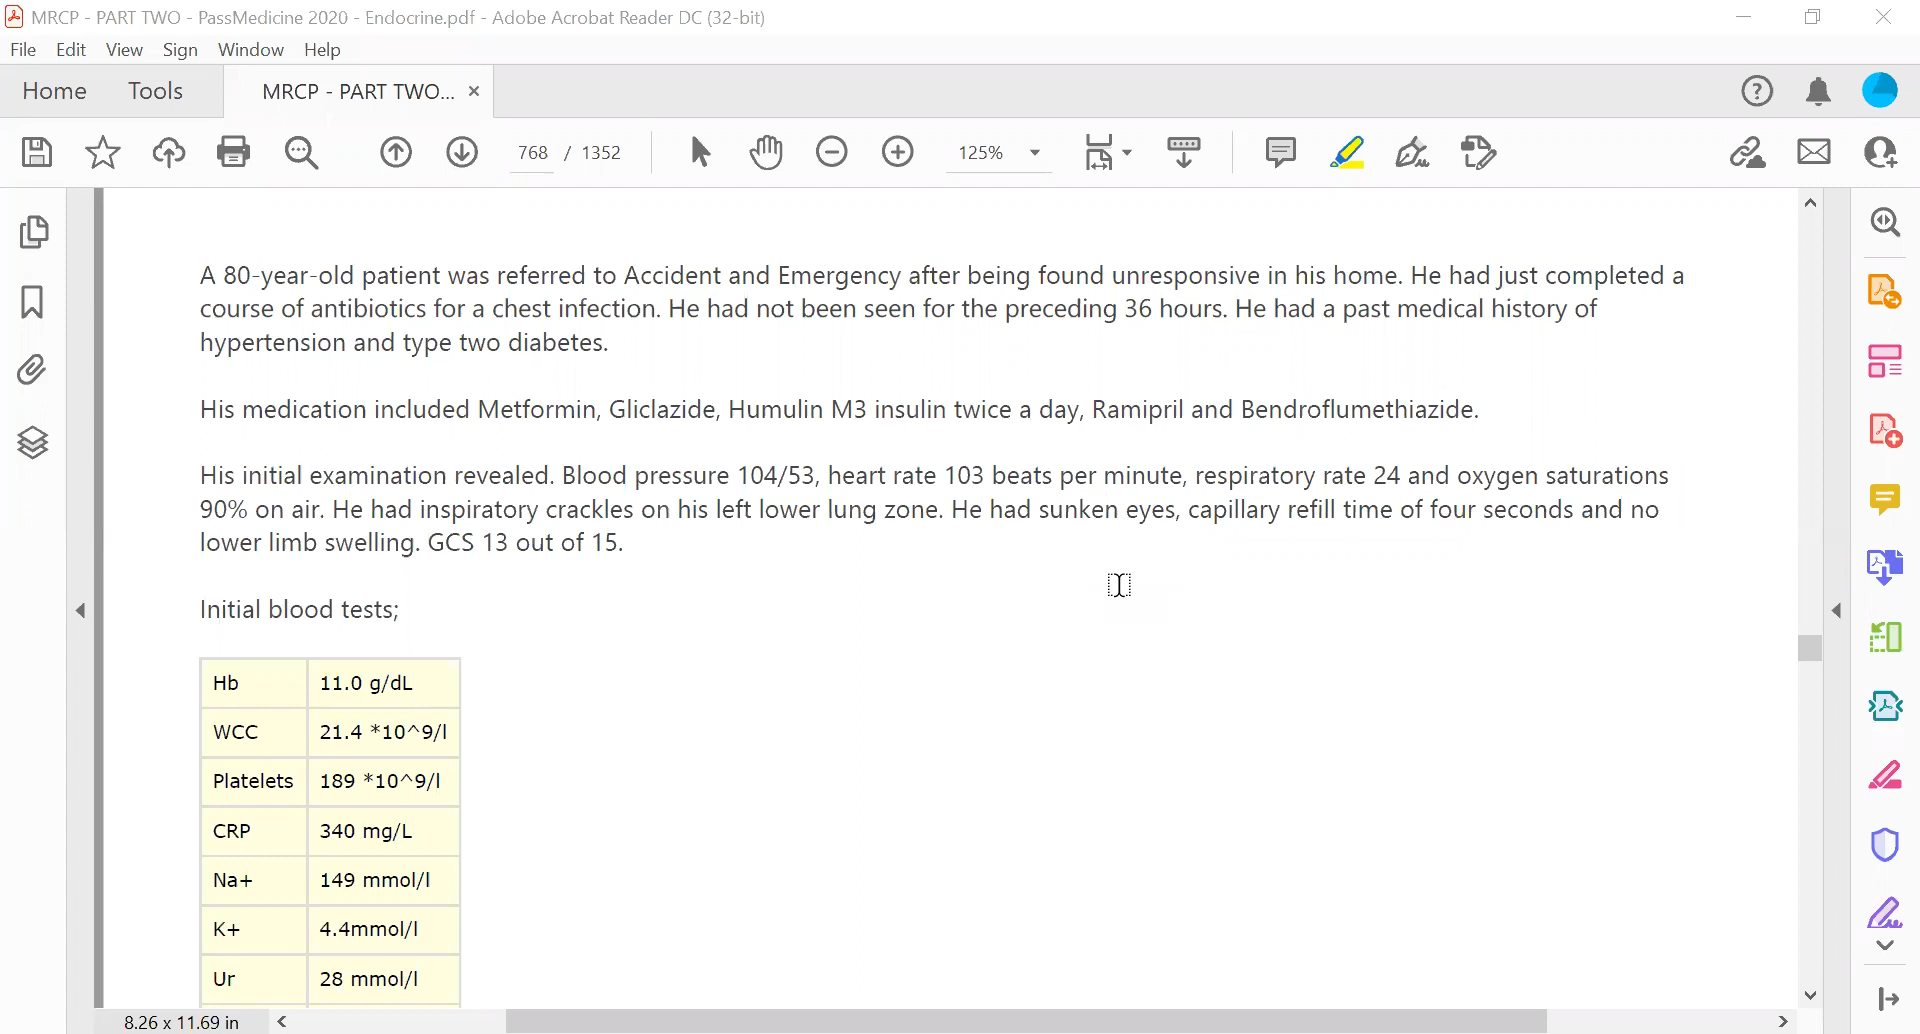 MRCP - PART TWO - PassMedicine 2020 - Endocrine.pdf - Adobe Acrobat Reader DC (32-bit)
File Edit View Sign Window Help
Home Tools MRCP - PART TWO... ×
768 / 1352 125%
A 80-year-old patient was referred to Accident and Emergency after being found unresponsive in his home. He had just completed a
course of antibiotics for a chest infection. He had not been seen for the preceding 36 hours. He had a past medical history of
hypertension and type two diabetes.
His medication included Metformin, Gliclazide, Humulin M3 insulin twice a day, Ramipril and Bendroflumethiazide.
His initial examination revealed. Blood pressure 104/53, heart rate 103 beats per minute, respiratory rate 24 and oxygen saturations
90% on air. He had inspiratory crackles on his left lower lung zone. He had sunken eyes, capillary refill time of four seconds and no
lower limb swelling. GCS 13 out of 15.
Initial blood tests;
Hb 11.0 g/dL
WCC 21.4 *10^9/l
Platelets 189 *10^9/l
CRP 340 mg/L
Na+ 149 mmol/l
K+ 4.4mmol/l
Ur 28 mmol/l
8.26 x 11.69 in